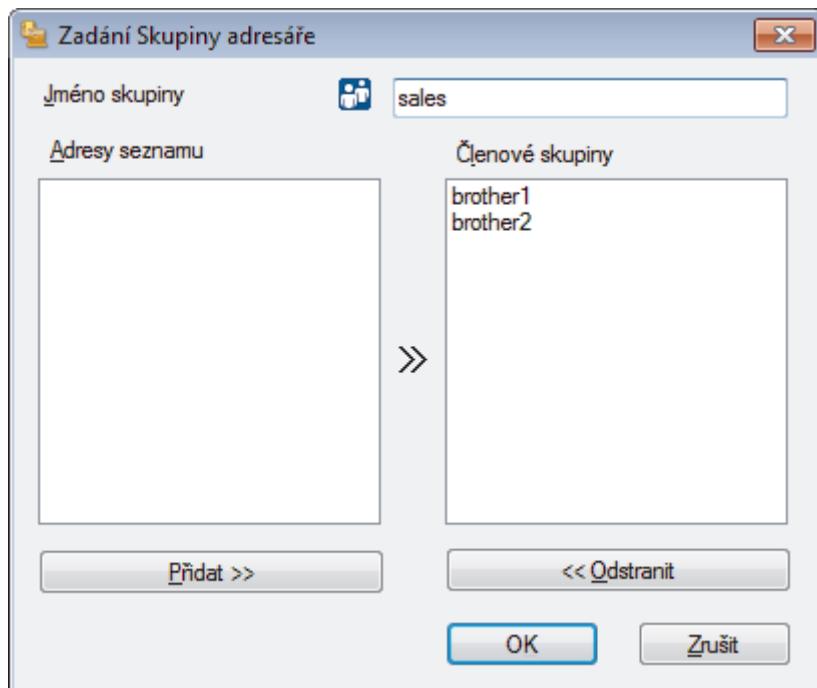 Zadání Skupiny adresáře
Jméno skupiny
sales
Adresy seznamu
Členové skupiny
brother1
brother2
Přidat >>
<< Odstranit
OK
Zrušit